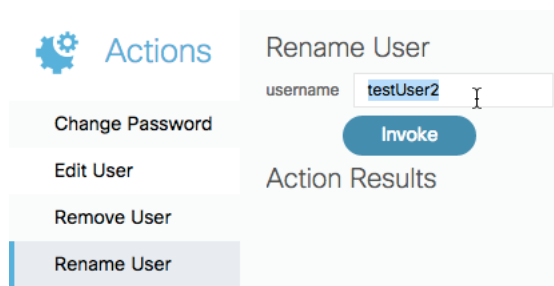 Actions
Change Password
Edit User
Remove User
Rename User
Rename User
username testUser2
Invoke
Action Results